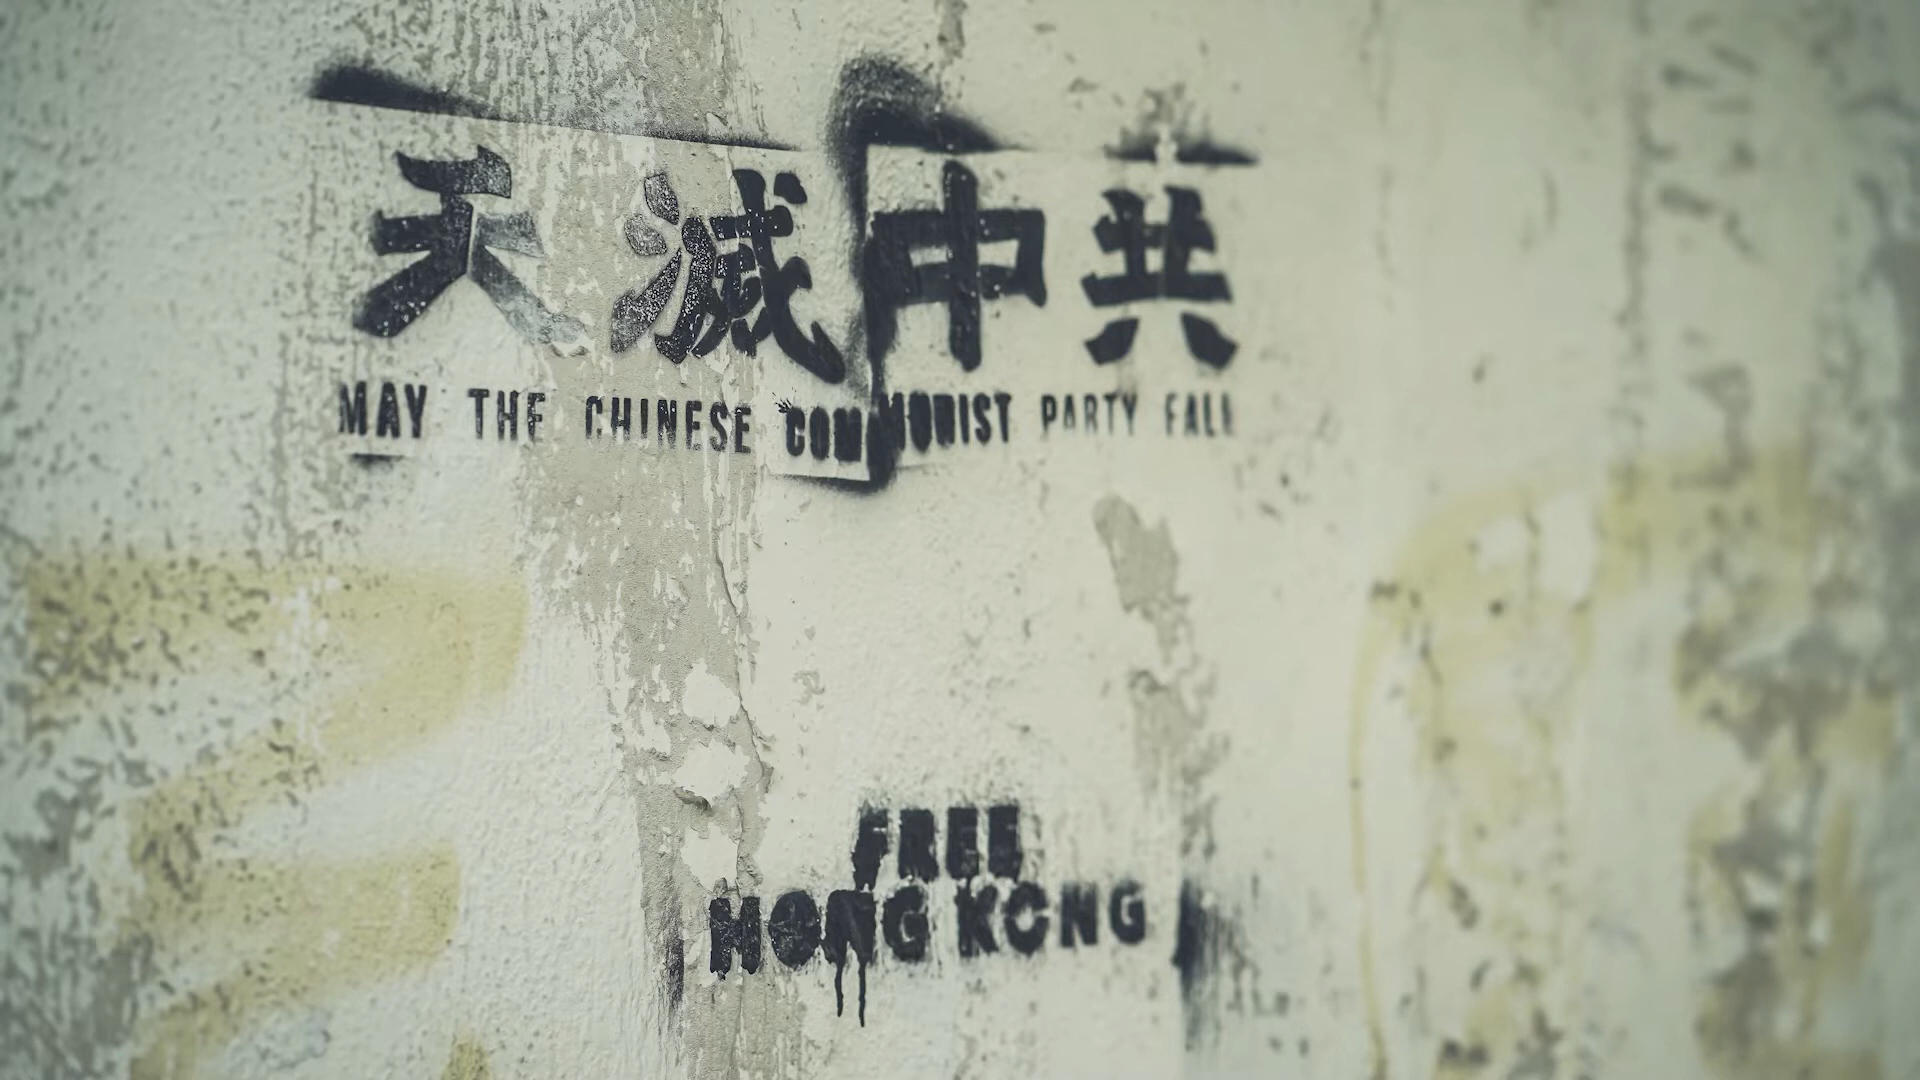 天滅中共
MAY THE CHINESE COMMUNIST PARTY FALL
FREE
HONG KONG